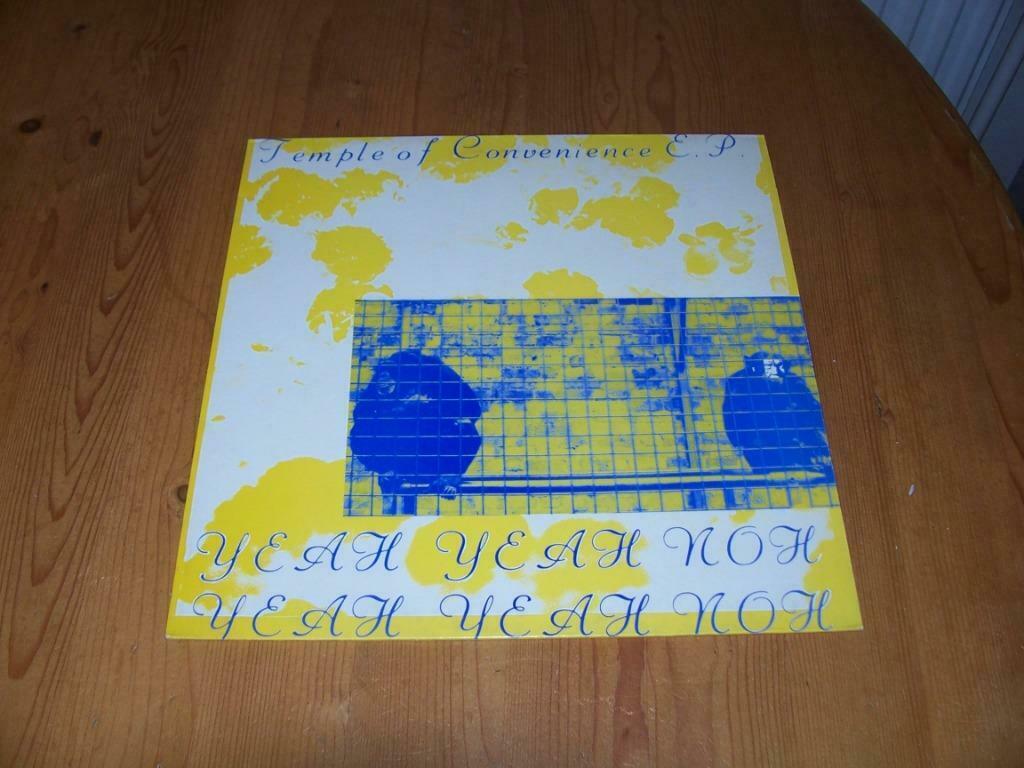 Temple of Convenience E.P.
YEAH YEAH NOH
YEAH YEAH NOH